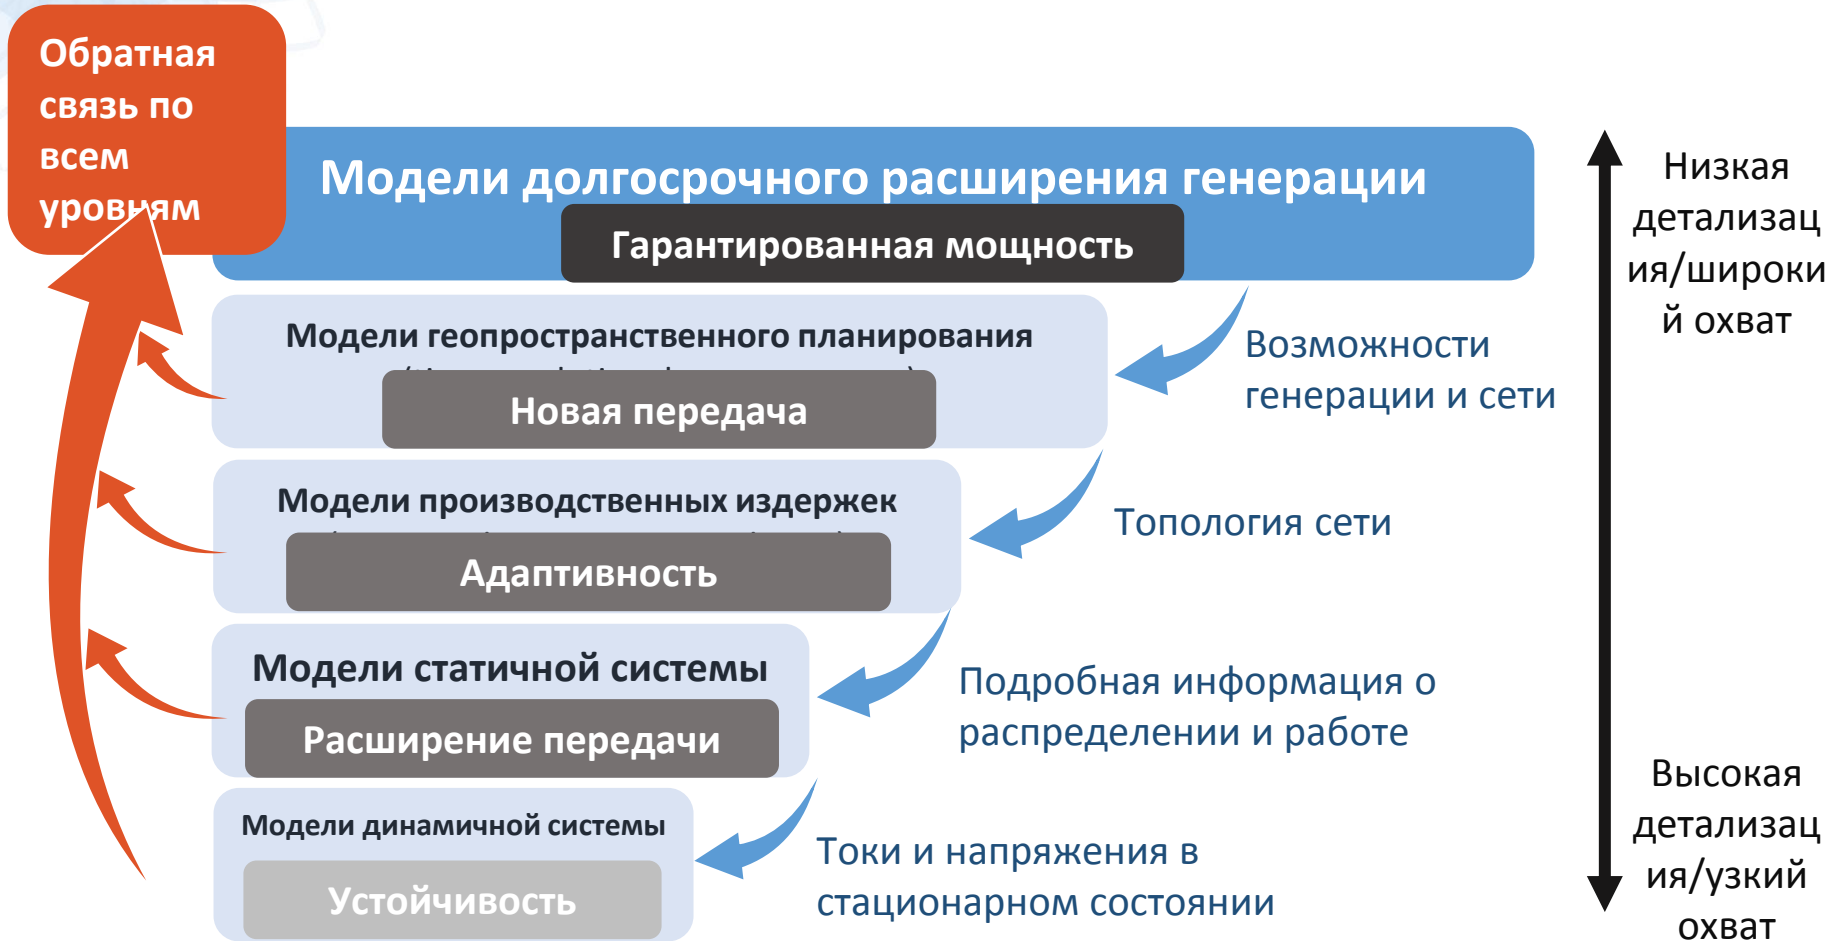 Обратная
связь по
всем
уровням
Модели долгосрочного расширения генерации
Гарантированная мощность
Низкая
детализац
ия/широки
й охват
Модели геопространственного планирования
Новая передача
Возможности
генерации и сети
Модели производственных издержек
Адаптивность
Топология сети
Модели статичной системы
Расширение передачи
Подробная информация о
распределении и работе
Модели динамичной системы
Устойчивость
Токи и напряжения в
стационарном состоянии
Высокая
детализац
ия/узкий
охват